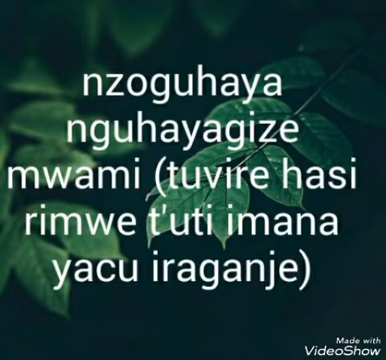 nzoguhaya
nguhayagize
mwami (tuvire hasi
rimwe t'uti imana
yacu iraganje)
Made with
VideoShow